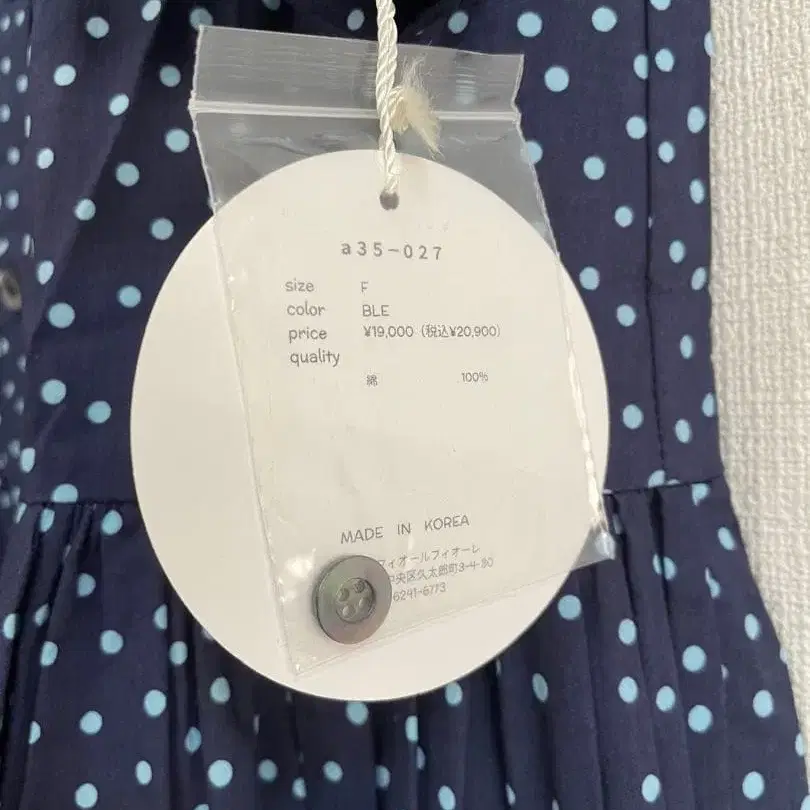 a35-027
size F
color BLE
price ¥19,000 (税込¥20,900)
quality
綿 100%
MADE IN KOREA
フィオールフィオーレ
中央区久太郎町3-4-30
6241-6773